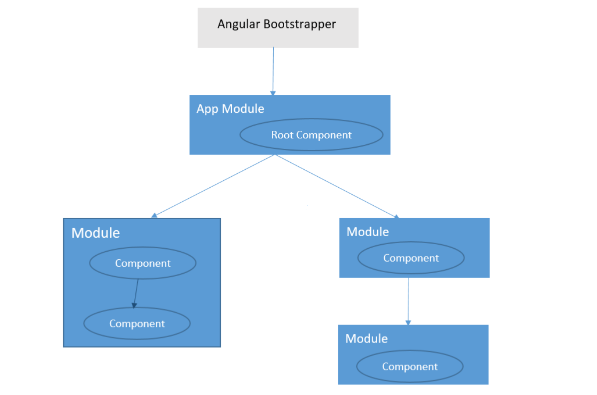 Angular Bootstrapper
App Module
Root Component
Module
Component
Component
Module
Component
Module
Component